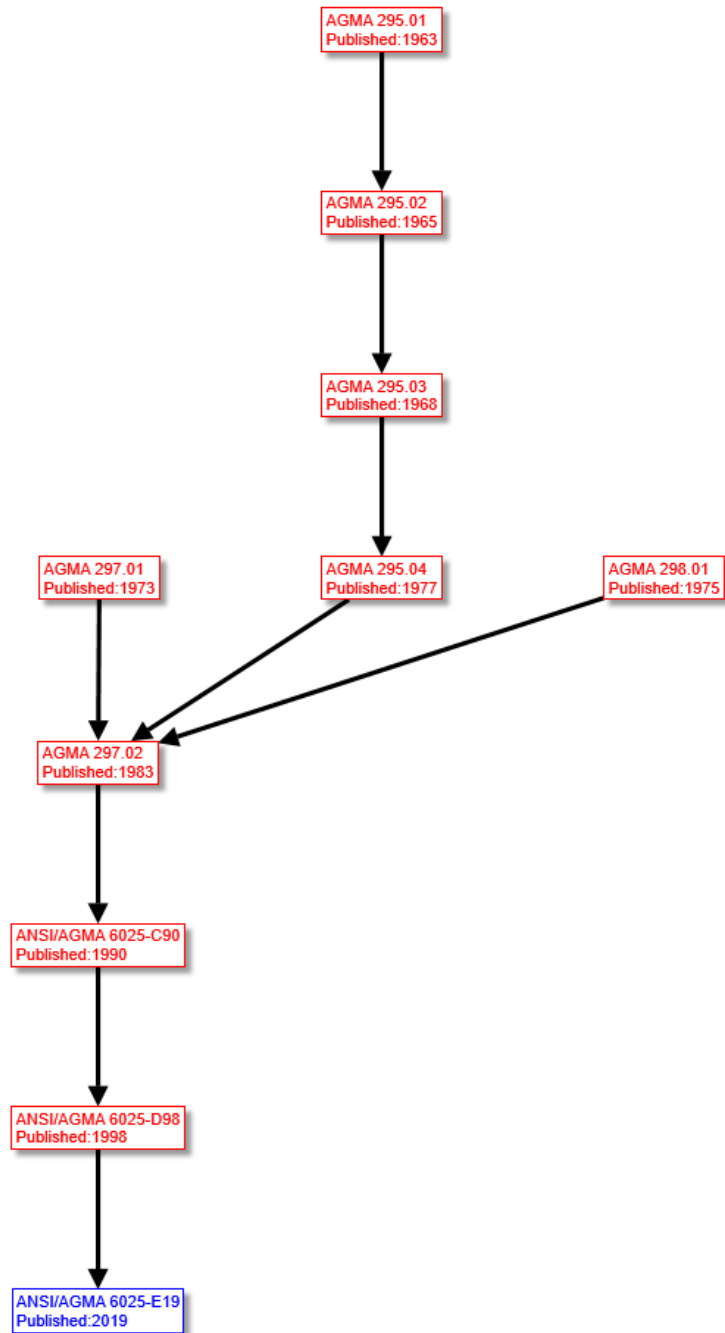 AGMA 295.01
Published:1963
AGMA 295.02
Published:1965
AGMA 295.03
Published:1968
AGMA 297.01
Published:1973
AGMA 295.04
Published:1977
AGMA 298.01
Published:1975
AGMA 297.02
Published:1983
ANSI/AGMA 6025-C90
Published:1990
ANSI/AGMA 6025-D98
Published:1998
ANSI/AGMA 6025-E19
Published:2019